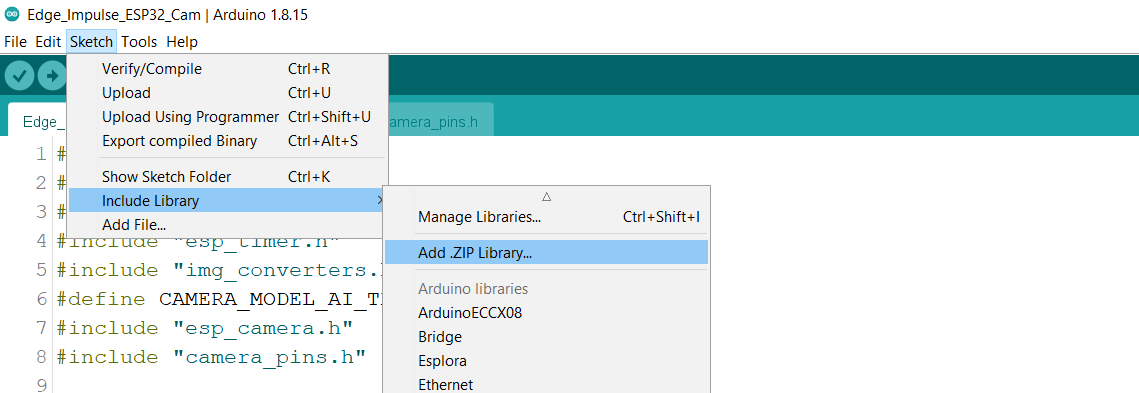 Edge_Impulse_ESP32_Cam | Arduino 1.8.15
File Edit Sketch Tools Help
Verify/Compile Ctrl+R
Upload Ctrl+U
Upload Using Programmer Ctrl+Shift+U
Export compiled Binary Ctrl+Alt+S
Show Sketch Folder Ctrl+K
Include Library
Add File...
Manage Libraries... Ctrl+Shift+I
Add .ZIP Library...
Arduino libraries
ArduinoECCX08
Bridge
Esplora
Ethernet
Edge_ amera_pins.h
1 #
2 #
3 #
4 #include "esp_timer.h"
5 #include "img_converters.
6 #define CAMERA_MODEL_AI_T
7 #include "esp_camera.h"
8 #include "camera_pins.h"
9